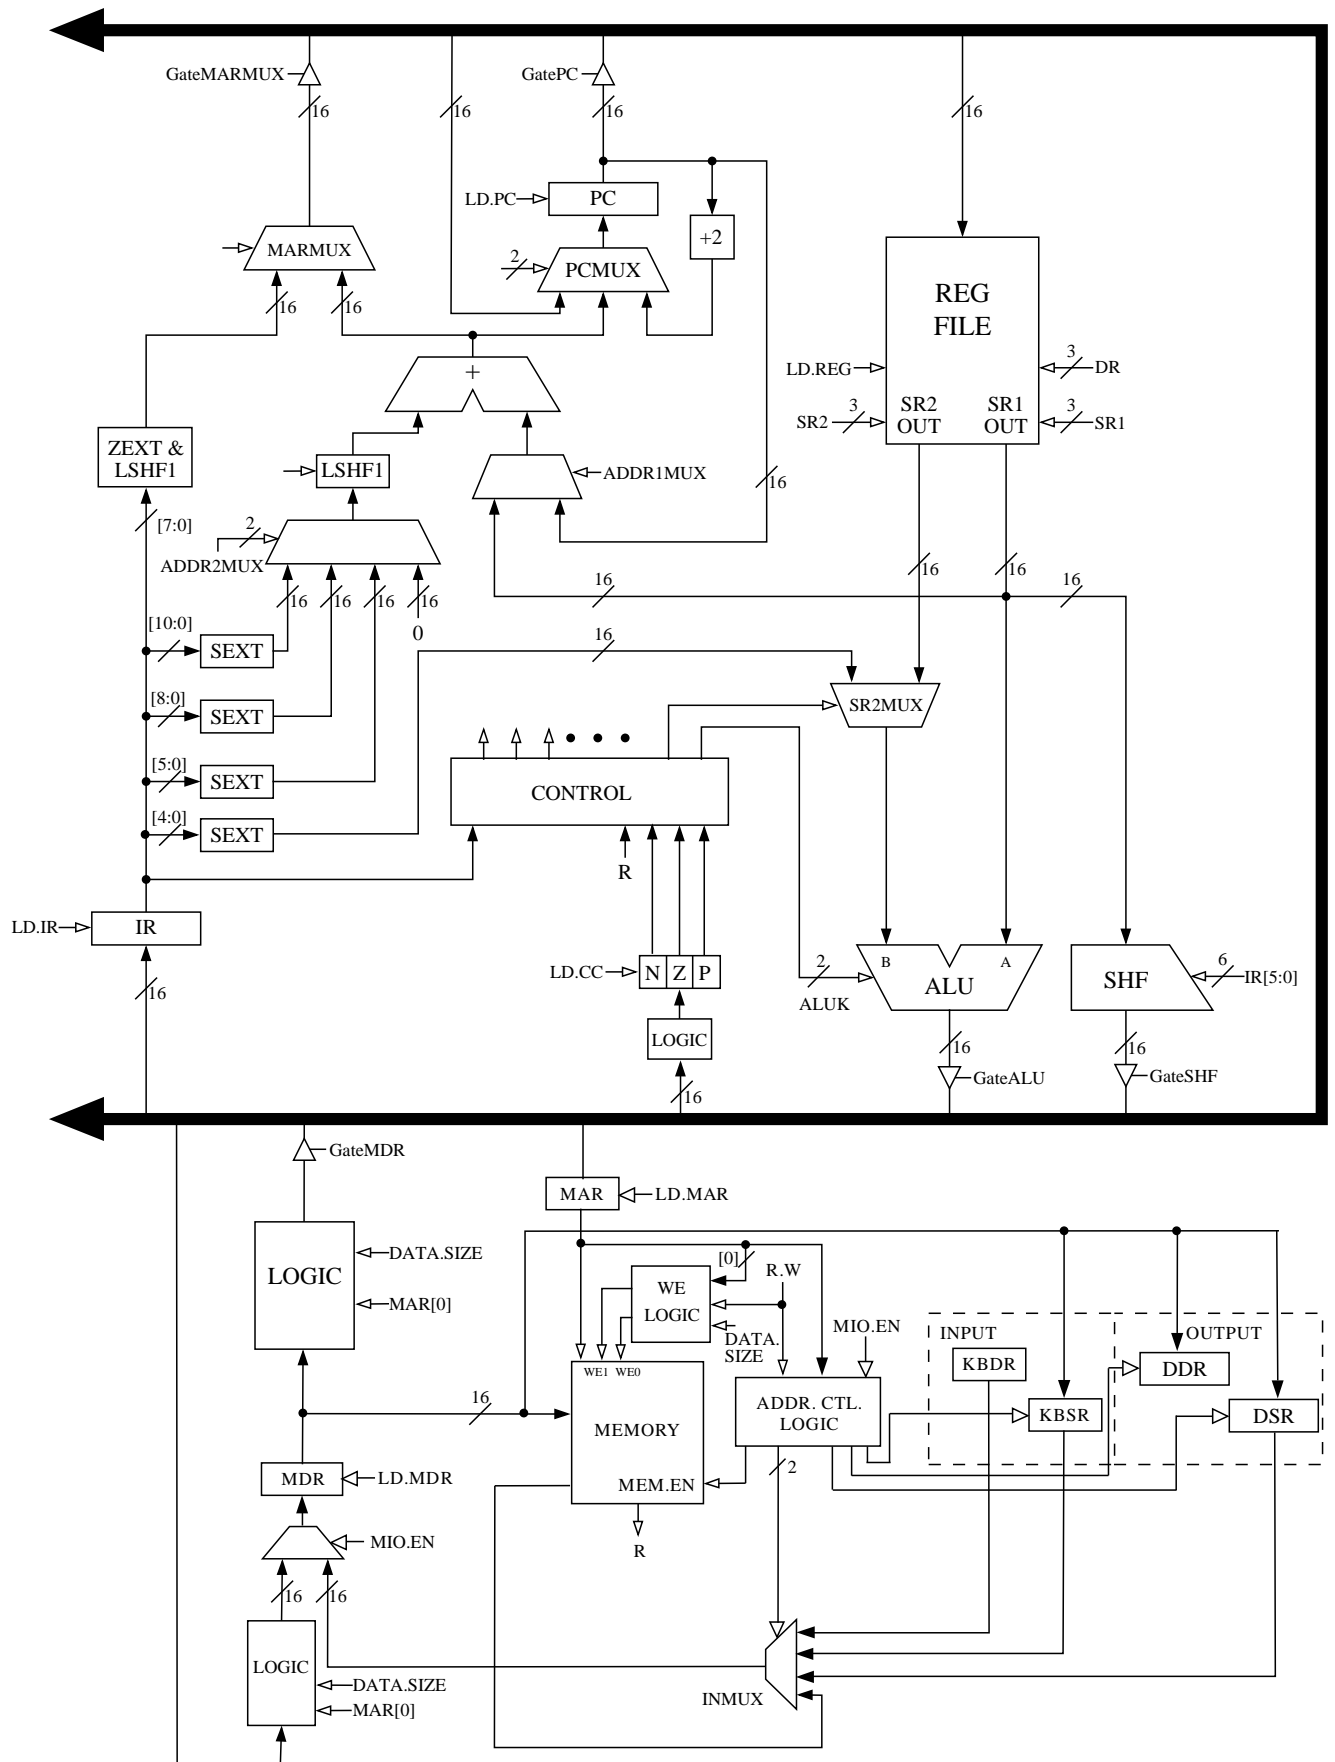 GateMARMUX
GatePC
16
16
16
16
LD.PC
PC
+2
MARMUX
2
PCMUX
16
16
REG
FILE
LD.REG
3
DR
+
SR2
3
SR2
OUT
SR1
OUT
3
SR1
ZEXT &
LSHF1
LSHF1
ADDR1MUX
16
[7:0]
2
ADDR2MUX
16
16
16
16
0
16
16
16
16
[10:0]
SEXT
16
[8:0]
SEXT
SR2MUX
[5:0]
SEXT
CONTROL
[4:0]
SEXT
R
LD.IR
IR
16
LD.CC
N Z P
2
ALUK
B
A
ALU
SHF
6
IR[5:0]
LOGIC
16
16
16
GateALU
GateSHF
GateMDR
MAR
LD.MAR
LOGIC
DATA.SIZE
MAR[0]
[0]
WE
LOGIC
R.W
DATA.
SIZE
MIO.EN
INPUT
OUTPUT
KBDR
DDR
WE1 WE0
16
MEMORY
ADDR. CTL.
LOGIC
KBSR
DSR
MDR
LD.MDR
MEM.EN
2
R
MIO.EN
16
16
LOGIC
DATA.SIZE
MAR[0]
INMUX